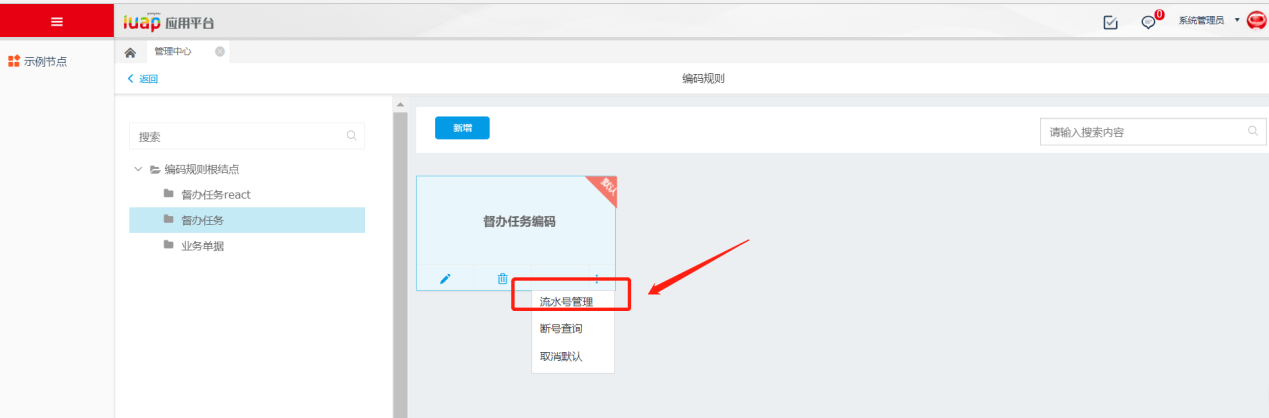 iuap 应用平台
0
系统管理员
示例节点
管理中心
返回
编码规则
搜索
编码规则根结点
督办任务react
督办任务
业务单据
新增
请输入搜索内容
默认
督办任务编码
流水号管理
断号查询
取消默认